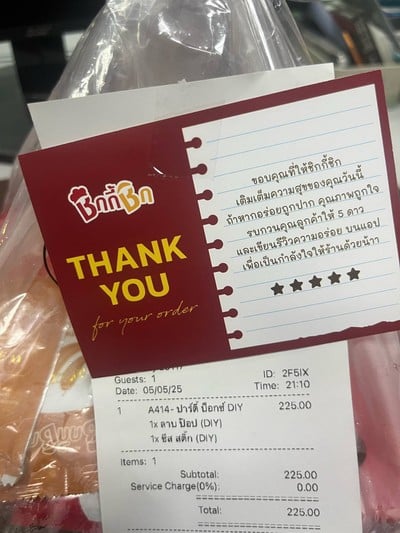 ชิกกี้ชิก
THANK
YOU
for your order
ขอบคุณที่ให้ชิกกี้ชิก
เติมเต็มความสุขของคุณวันนี้
ถ้าหากอร่อยถูกปาก คุณภาพถูกใจ
รบกวนคุณลูกค้าให้ 5 ดาว
และเขียนรีวิวความอร่อย บนแอป
เพื่อเป็นกำลังใจให้ร้านด้วยน้าา
Guests: 1 ID: 2F5IX
Date: 05/05/25 Time: 21:10
1 A414- ปาร์ตี้ บ็อกซ์ DIY 225.00
1x ลาบ ป๊อป (DIY)
1x ชีส สติ๊ก (DIY)
Items: 1
Subtotal: 225.00
Service Charge(0%): 0.00
Total: 225.00